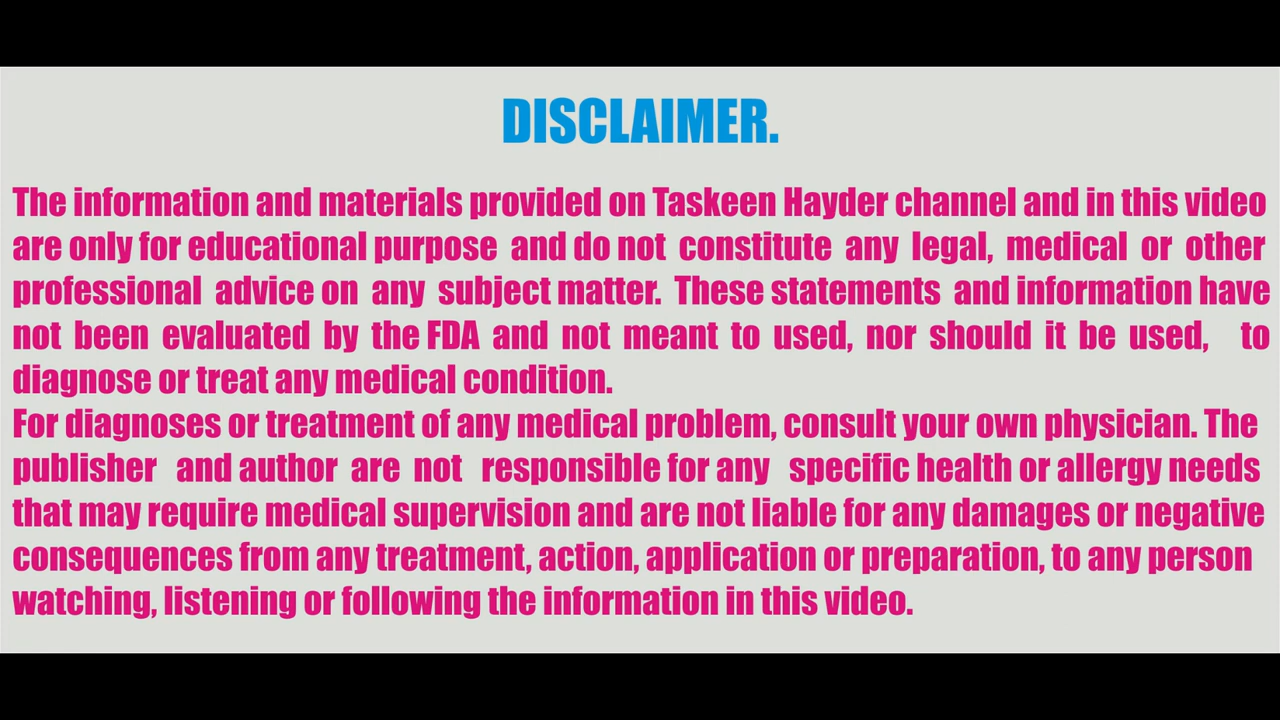 DISCLAIMER.
The information and materials provided on Taskeen Hayder channel and in this video
are only for educational purpose and do not constitute any legal, medical or other
professional advice on any subject matter. These statements and information have
not been evaluated by the FDA and not meant to used, nor should it be used, to
diagnose or treat any medical condition.
For diagnoses or treatment of any medical problem, consult your own physician. The
publisher and author are not responsible for any specific health or allergy needs
that may require medical supervision and are not liable for any damages or negative
consequences from any treatment, action, application or preparation, to any person
watching, listening or following the information in this video.